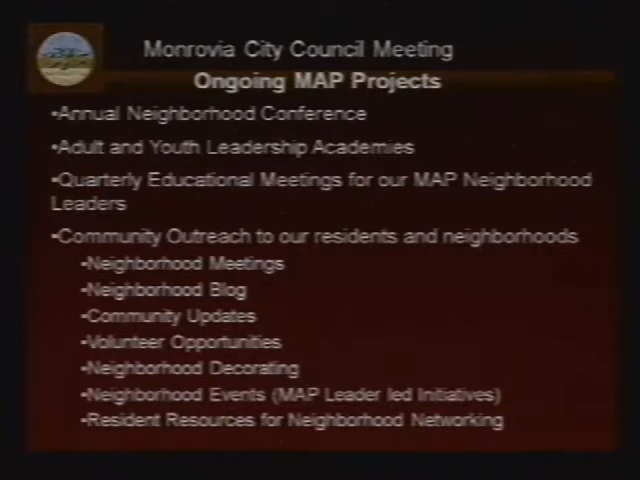 Monrovia City Council Meeting
Ongoing MAP Projects
•Annual Neighborhood Conference
•Adult and Youth Leadership Academies
•Quarterly Educational Meetings for our MAP Neighborhood
Leaders
•Community Outreach to our residents and neighborhoods
•Neighborhood Meetings
•Neighborhood Blog
•Community Updates
•Volunteer Opportunities
•Neighborhood Decorating
•Neighborhood Events (MAP Leader led Initiatives)
•Resident Resources for Neighborhood Networking